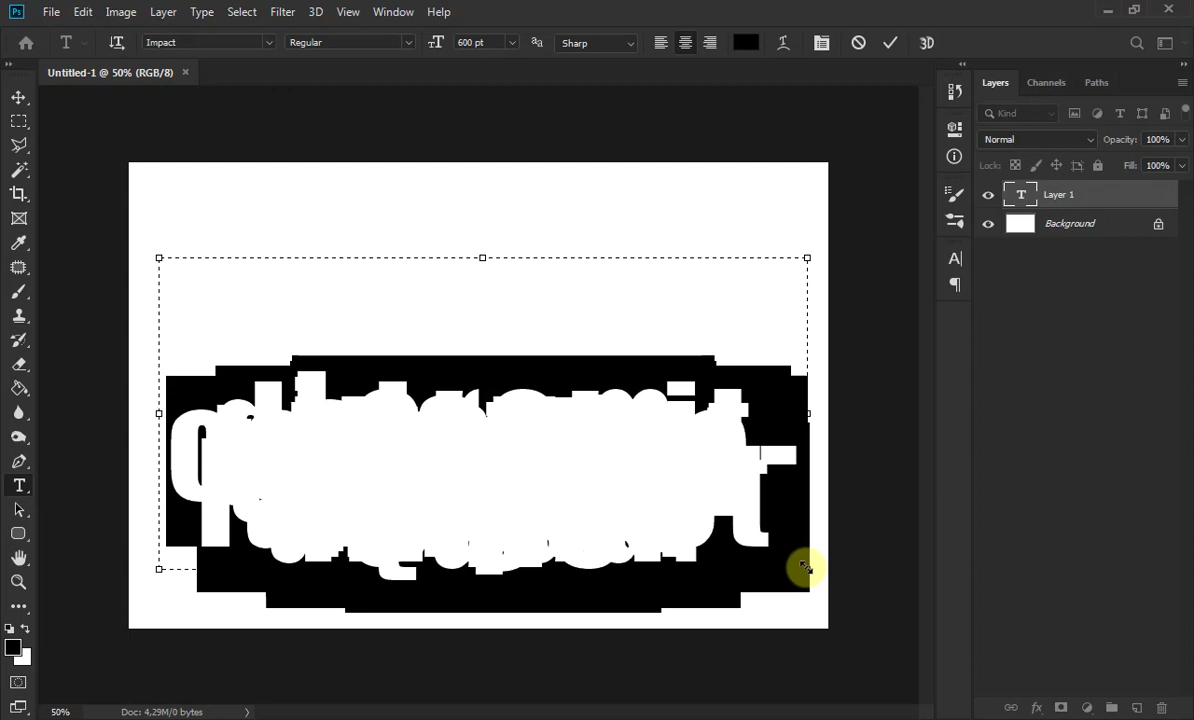 File Edit Image Layer Type Select Filter 3D View Window Help
Impact Regular 600 pt Sharp 3D
Untitled-1 @ 50% (RGB/8)
Layers Channels Paths
Kind
Normal Opacity: 100%
Lock: Fill: 100%
T Layer 1
Background
50% Doc: 4,29M/0 bytes